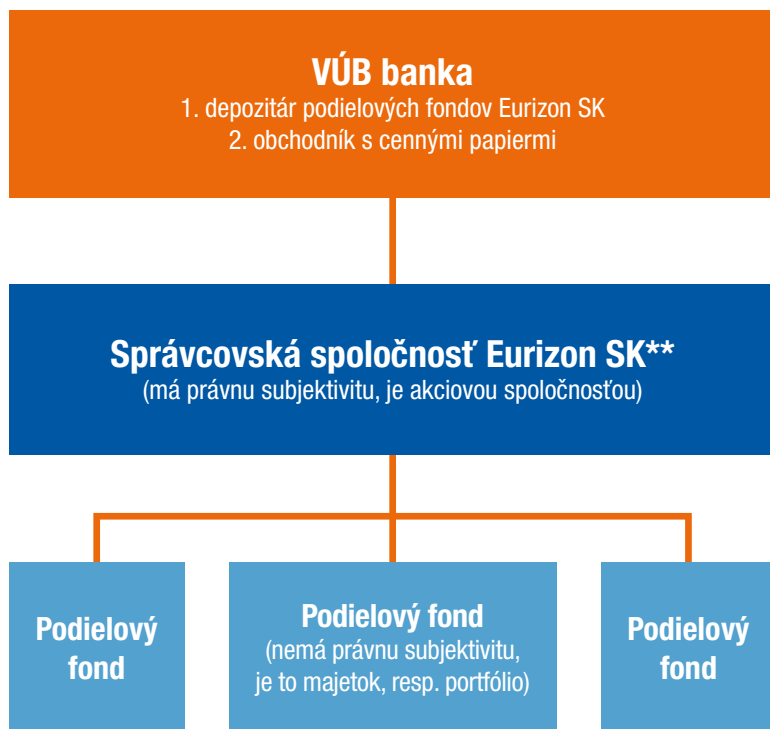 VÚB banka
1. depozitár podielových fondov Eurizon SK
2. obchodník s cennými papiermi
Správcovská spoločnosť Eurizon SK**
(má právnu subjektivitu, je akciovou spoločnosťou)
Podielový
fond
Podielový fond
(nemá právnu subjektivitu,
je to majetok, resp. portfólio)
Podielový
fond